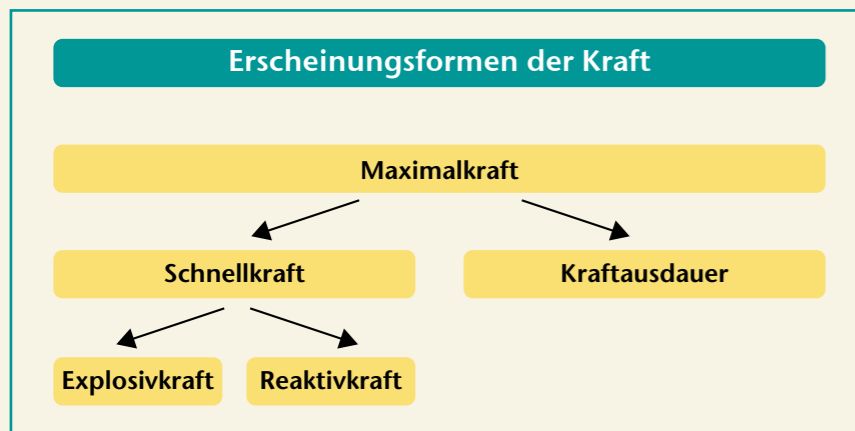 Erscheinungsformen der Kraft
Maximalkraft
Schnellkraft
Kraftausdauer
Explosivkraft
Reaktivkraft